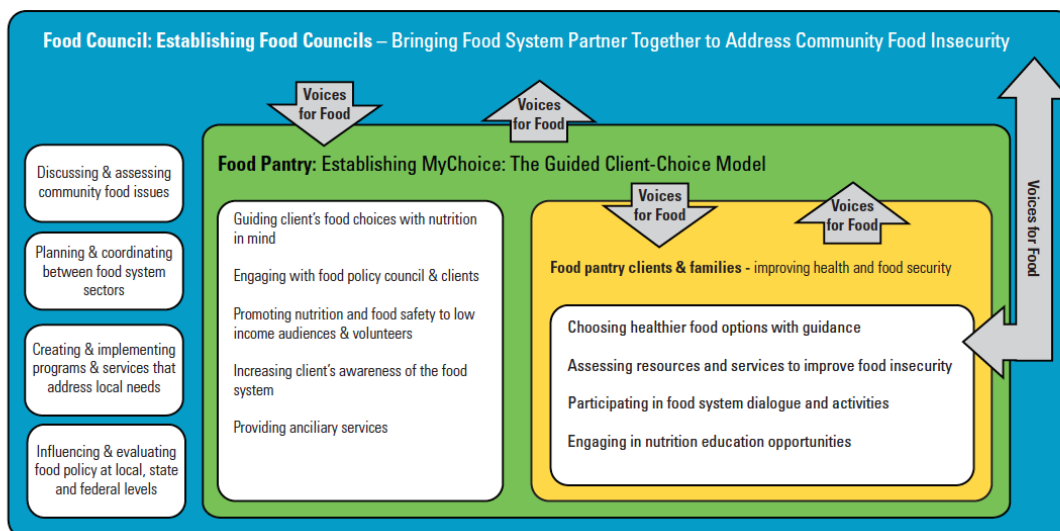 Food Council: Establishing Food Councils – Bringing Food System Partner Together to Address Community Food Insecurity
Voices
for Food
Voices
for Food
Food Pantry: Establishing MyChoice: The Guided Client-Choice Model
Discussing & assessing
community food issues
Planning & coordinating
between food system
sectors
Creating & implementing
programs & services that
address local needs
Influencing & evaluating
food policy at local, state
and federal levels
Guiding client's food choices with nutrition
in mind
Engaging with food policy council & clients
Promoting nutrition and food safety to low
income audiences & volunteers
Increasing client's awareness of the food
system
Providing ancillary services
Voices
for Food
Voices
for Food
Food pantry clients & families - improving health and food security
Choosing healthier food options with guidance
Assessing resources and services to improve food insecurity
Participating in food system dialogue and activities
Engaging in nutrition education opportunities
Voices for Food